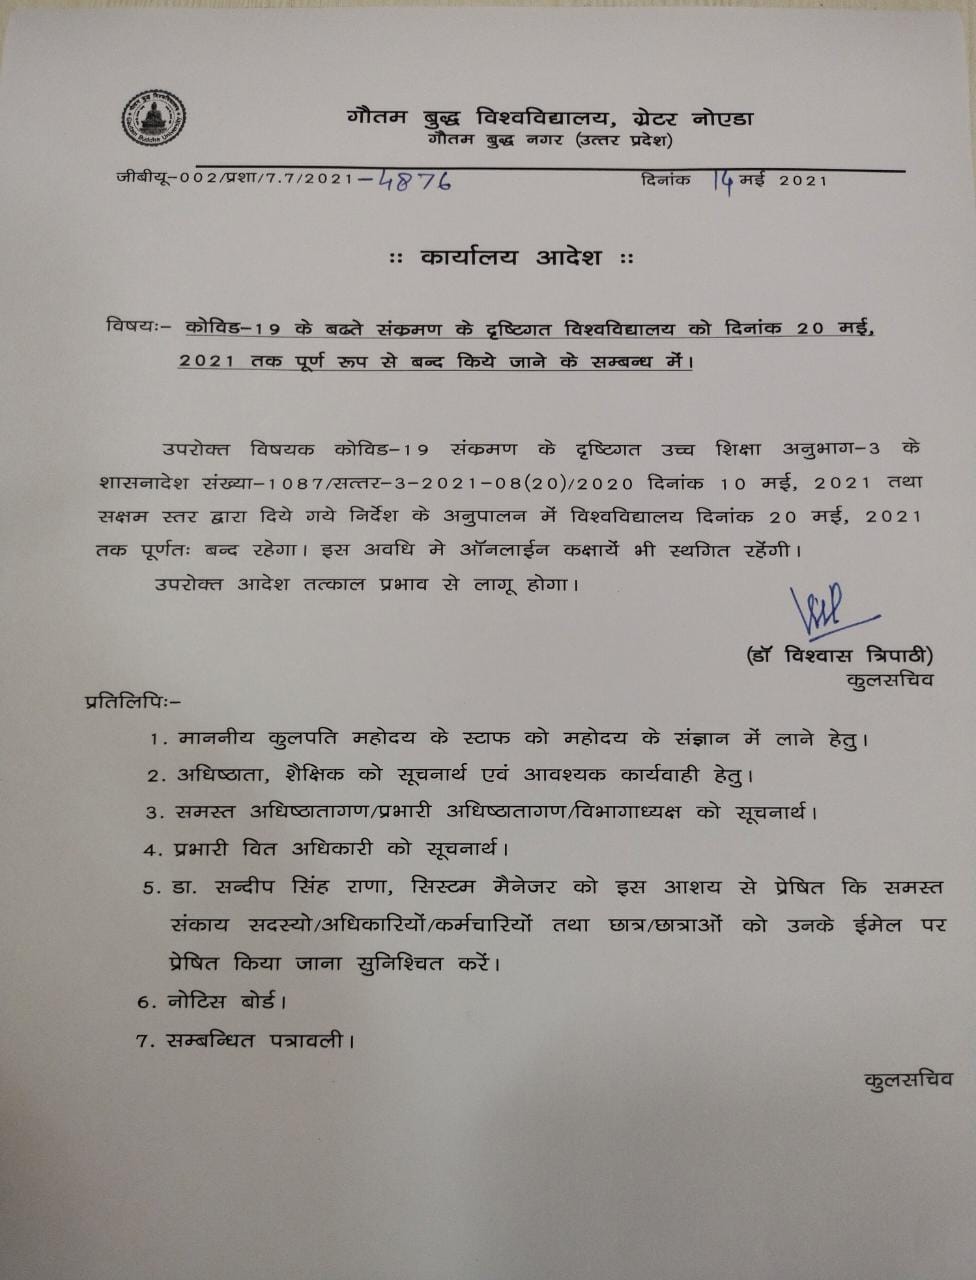 गौतम बुद्ध विश्वविद्यालय, ग्रेटर नोएडा
गौतम बुद्ध नगर (उत्तर प्रदेश)
जीबीयू-002/प्रशा/7.7/2021-4876 दिनांक 14 मई 2021
:: कार्यालय आदेश ::
विषयः- कोविड-19 के बढते संक्रमण के दृष्टिगत विश्वविद्यालय को दिनांक 20 मई,
2021 तक पूर्ण रूप से बन्द किये जाने के सम्बन्ध में।
उपरोक्त विषयक कोविड-19 संक्रमण के दृष्टिगत उच्च शिक्षा अनुभाग-3 के
शासनादेश संख्या-1087/सत्तर-3-2021-08(20)/2020 दिनांक 10 मई, 2021 तथा
सक्षम स्तर द्वारा दिये गये निर्देश के अनुपालन में विश्वविद्यालय दिनांक 20 मई, 2021
तक पूर्णतः बन्द रहेगा। इस अवधि मे ऑनलाईन कक्षायें भी स्थगित रहेंगी।
उपरोक्त आदेश तत्काल प्रभाव से लागू होगा।
(डॉ विश्वास त्रिपाठी)
कुलसचिव
प्रतिलिपिः-
1. माननीय कुलपति महोदय के स्टाफ को महोदय के संज्ञान में लाने हेतु।
2. अधिष्ठाता, शैक्षिक को सूचनार्थ एवं आवश्यक कार्यवाही हेतु।
3. समस्त अधिष्ठातागण/प्रभारी अधिष्ठातागण/विभागाध्यक्ष को सूचनार्थ।
4. प्रभारी वित अधिकारी को सूचनार्थ।
5. डा. सन्दीप सिंह राणा, सिस्टम मैनेजर को इस आशय से प्रेषित कि समस्त
संकाय सदस्यो/अधिकारियों/कर्मचारियों तथा छात्र/छात्राओं को उनके ईमेल पर
प्रेषित किया जाना सुनिश्चित करें।
6. नोटिस बोर्ड।
7. सम्बन्धित पत्रावली।
कुलसचिव